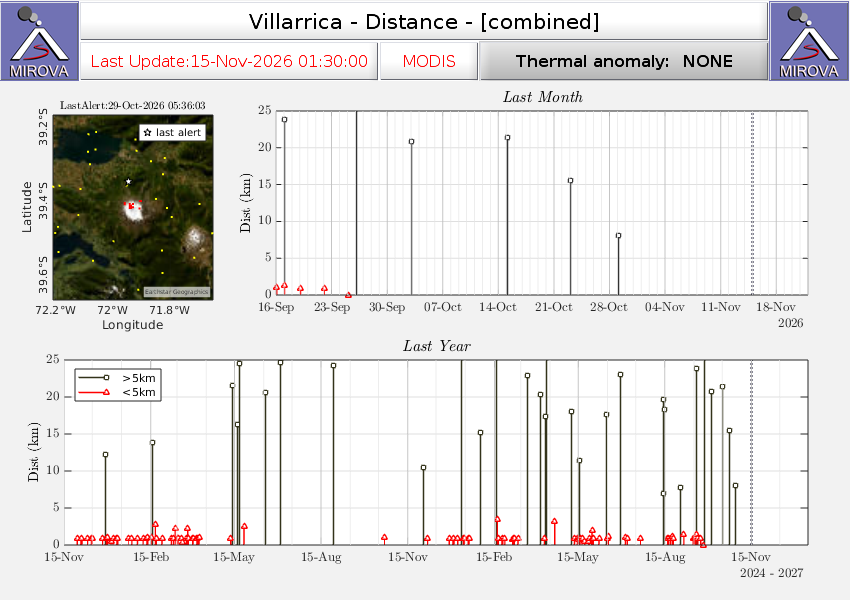 Villarrica - Distance - [combined]
MIROVA
Last Update:15-Nov-2026 01:30:00
MODIS
Thermal anomaly: NONE
MIROVA
LastAlert:29-Oct-2026 05:36:03
last alert
39.2°S
39.4°S
39.6°S
Latitude
72.2°W 72°W 71.8°W
Longitude
Earthstar Geographics
Last Month
Dist (km)
25
20
15
10
5
0
16-Sep 23-Sep 30-Sep 07-Oct 14-Oct 21-Oct 28-Oct 04-Nov 11-Nov 18-Nov
2026
Last Year
Dist (km)
25
20
15
10
5
0
>5km
<5km
15-Nov 15-Feb 15-May 15-Aug 15-Nov 15-Feb 15-May 15-Aug 15-Nov
2024 - 2027